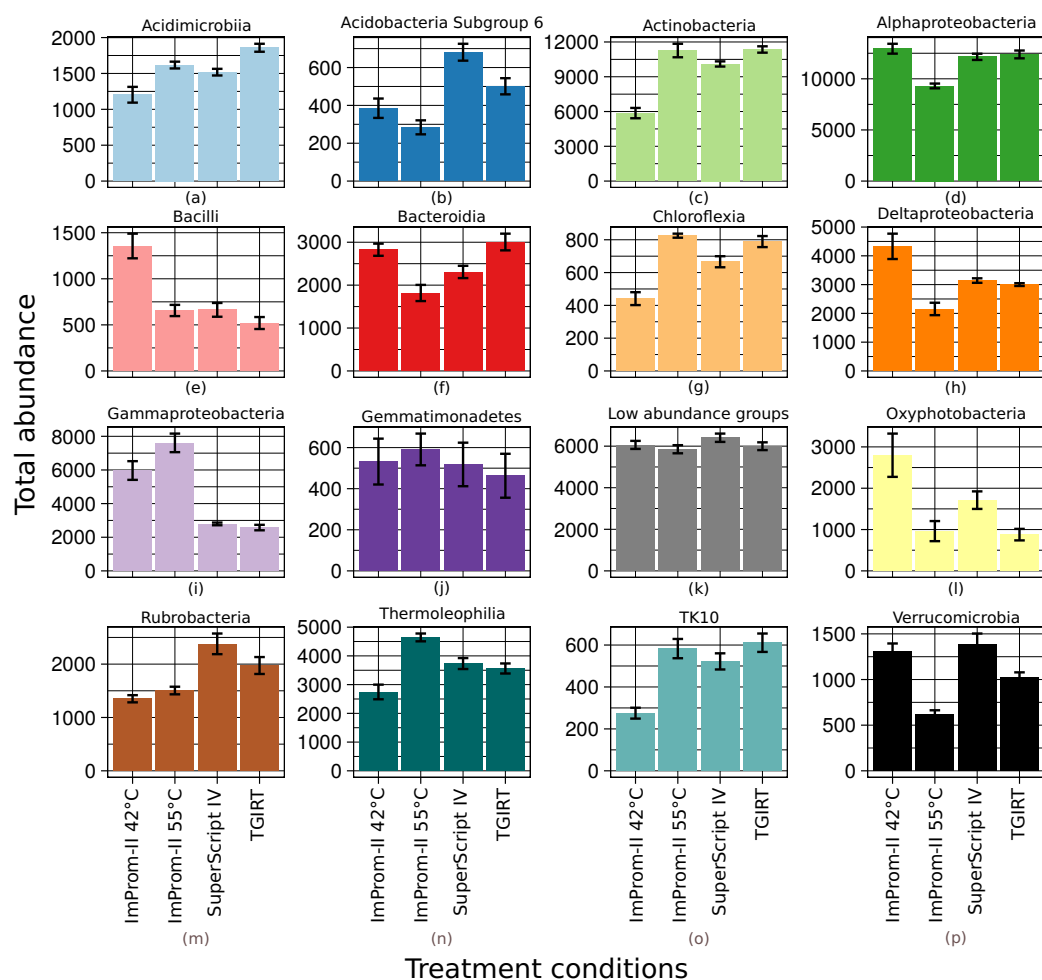 Acidimicrobiia
Acidobacteria Subgroup 6
Actinobacteria
Alphaproteobacteria
2000
1500
1000
500
0
600
400
200
0
12000
9000
6000
3000
0
10000
5000
0
(a)
(b)
(c)
(d)
Bacilli
Bacteroidia
Chloroflexia
Deltaproteobacteria
1500
1000
500
0
3000
2000
1000
0
800
600
400
200
0
5000
4000
3000
2000
1000
0
(e)
(f)
(g)
(h)
Gammaproteobacteria
Gemmatimonadetes
Low abundance groups
Oxyphotobacteria
8000
6000
4000
2000
0
600
400
200
0
6000
4000
2000
0
3000
2000
1000
0
(i)
(j)
(k)
(l)
Rubrobacteria
Thermoleophilia
TK10
Verrucomicrobia
2000
1000
0
5000
4000
3000
2000
1000
0
600
400
200
0
1500
1000
500
0
ImProm-II 42°C
ImProm-II 55°C
SuperScript IV
TGIRT
ImProm-II 42°C
ImProm-II 55°C
SuperScript IV
TGIRT
ImProm-II 42°C
ImProm-II 55°C
SuperScript IV
TGIRT
ImProm-II 42°C
ImProm-II 55°C
SuperScript IV
TGIRT
(m)
(n)
(o)
(p)
Total abundance
Treatment conditions